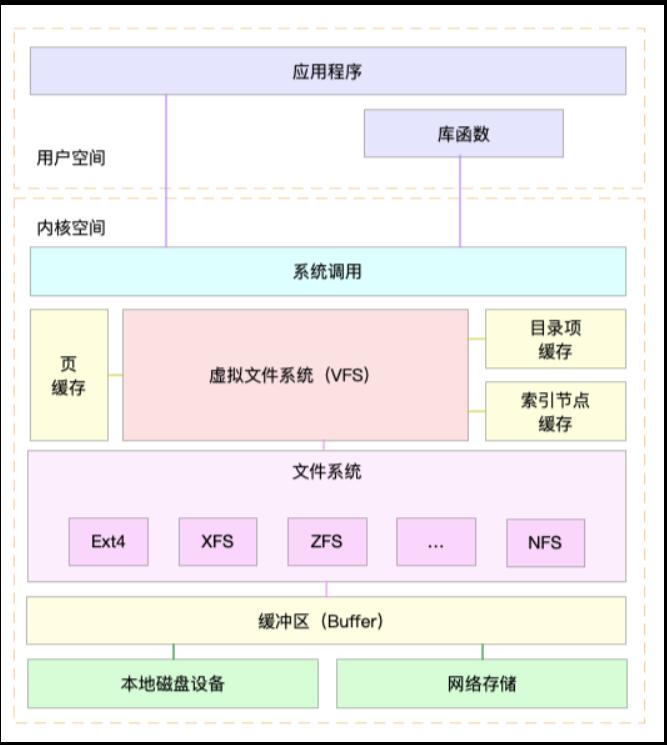 应用程序
库函数
用户空间
内核空间
系统调用
页
缓存
虚拟文件系统（VFS）
目录项
缓存
索引节点
缓存
文件系统
Ext4
XFS
ZFS
...
NFS
缓冲区（Buffer）
本地磁盘设备
网络存储